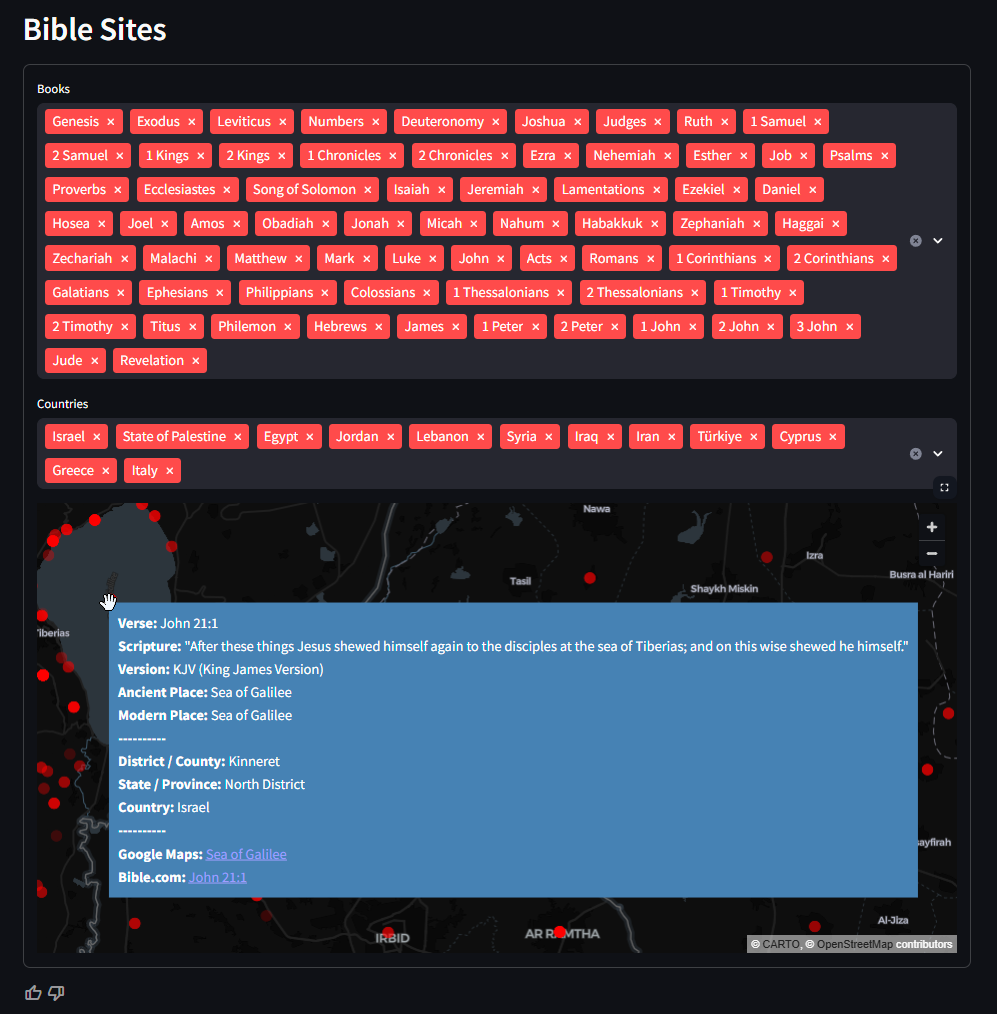 Bible Sites
Books
Genesis × Exodus × Leviticus × Numbers × Deuteronomy × Joshua × Judges × Ruth × 1 Samuel ×
2 Samuel × 1 Kings × 2 Kings × 1 Chronicles × 2 Chronicles × Ezra × Nehemiah × Esther × Job × Psalms ×
Proverbs × Ecclesiastes × Song of Solomon × Isaiah × Jeremiah × Lamentations × Ezekiel × Daniel ×
Hosea × Joel × Amos × Obadiah × Jonah × Micah × Nahum × Habakkuk × Zephaniah × Haggai ×
Zechariah × Malachi × Matthew × Mark × Luke × John × Acts × Romans × 1 Corinthians × 2 Corinthians ×
Galatians × Ephesians × Philippians × Colossians × 1 Thessalonians × 2 Thessalonians × 1 Timothy ×
2 Timothy × Titus × Philemon × Hebrews × James × 1 Peter × 2 Peter × 1 John × 2 John × 3 John ×
Jude × Revelation ×
Countries
Israel × State of Palestine × Egypt × Jordan × Lebanon × Syria × Iraq × Iran × Türkiye × Cyprus ×
Greece × Italy ×
Nawa
Izra
Tasil
Busra al Hariri
Shaykh Miskin
Verse: John 21:1
Scripture: "After these things Jesus shewed himself again to the disciples at the sea of Tiberias; and on this wise shewed he himself."
Version: KJV (King James Version)
Ancient Place: Sea of Galilee
Modern Place: Sea of Galilee
----------
District / County: Kinneret
State / Province: North District
Country: Israel
----------
Google Maps: Sea of Galilee
Bible.com: John 21:1
Al-Jiza
IRBID
© CARTO, © OpenStreetMap contributors